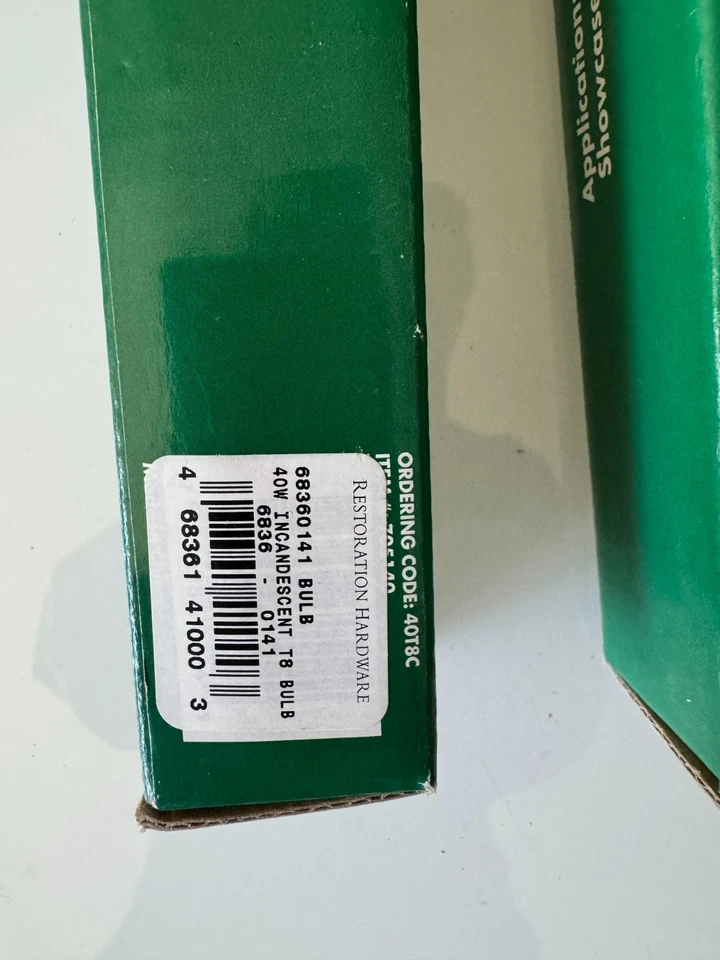 ORDERING CODE: 40T8C
RESTORATION HARDWARE
68360141 BULB
40W INCANDESCENT T8 BULB
6836 - 0141
4 68361 41000 3
Application
Showcase